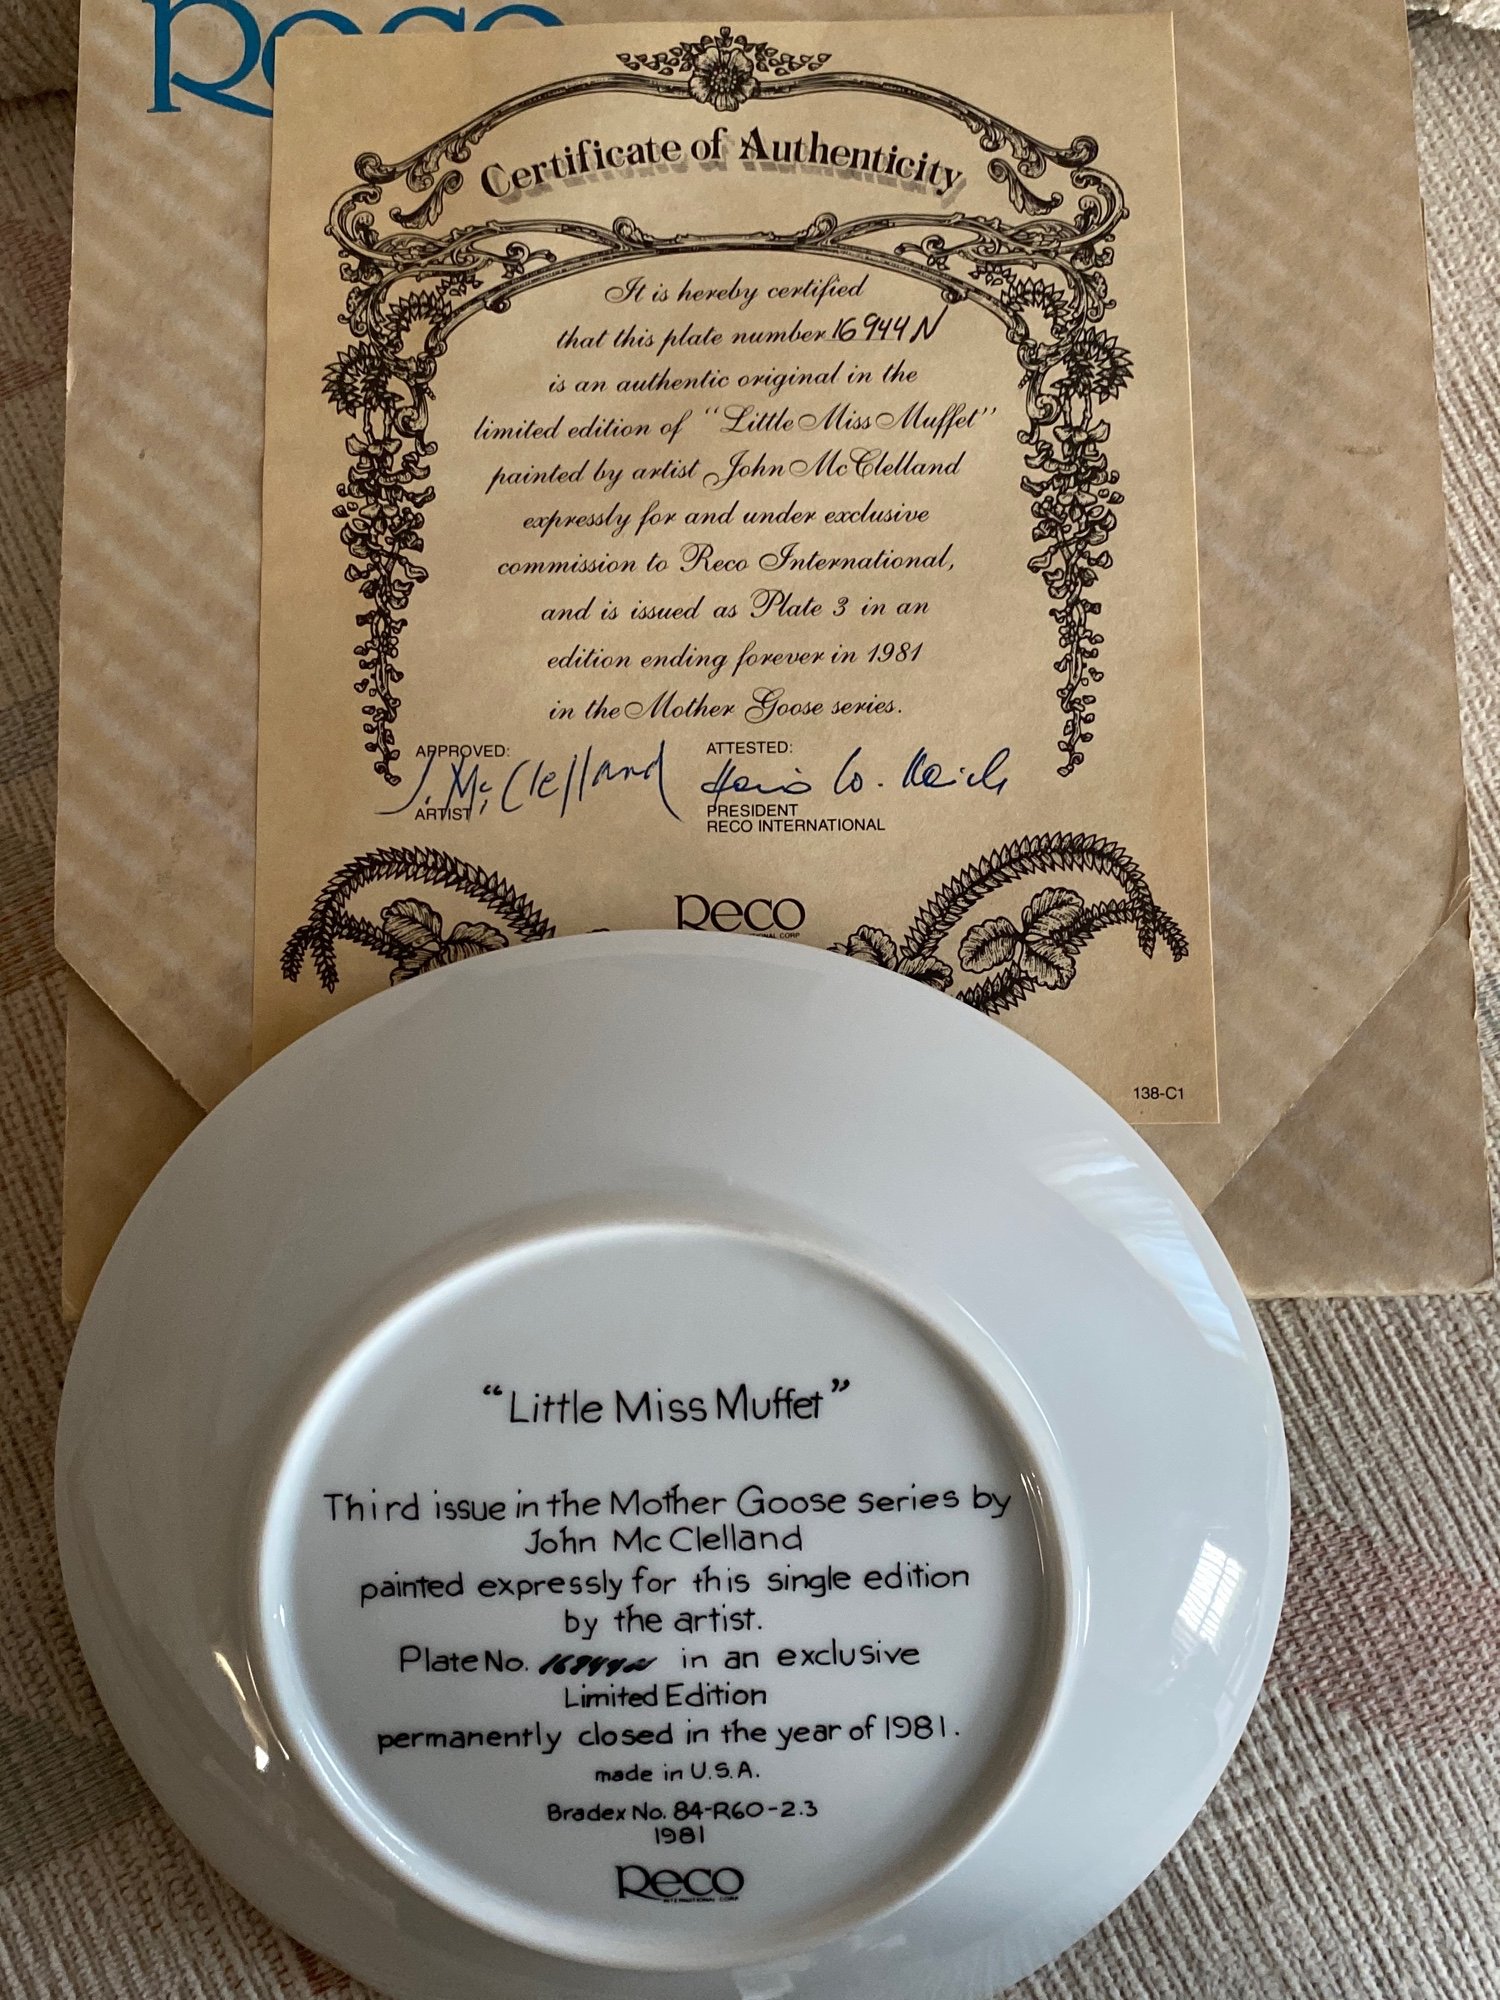 Reco
Certificate of Authenticity
It is hereby certified
that this plate number 16944N
is an authentic original in the
limited edition of "Little Miss Muffet"
painted by artist John McClelland
expressly for and under exclusive
commission to Reco International,
and is issued as Plate 3 in an
edition ending forever in 1981
in the Mother Goose series.
APPROVED: ATTESTED:
J. McClelland
ARTIST PRESIDENT
RECO INTERNATIONAL
Reco
CORP
138-C1
"Little Miss Muffet"
Third issue in the Mother Goose series by
John McClelland
painted expressly for this single edition
by the artist.
Plate No. 16944N in an exclusive
Limited Edition
permanently closed in the year of 1981.
made in U.S.A.
Bradex No. 84-R60-2.3
1981
Reco
INTERNATIONAL CORP